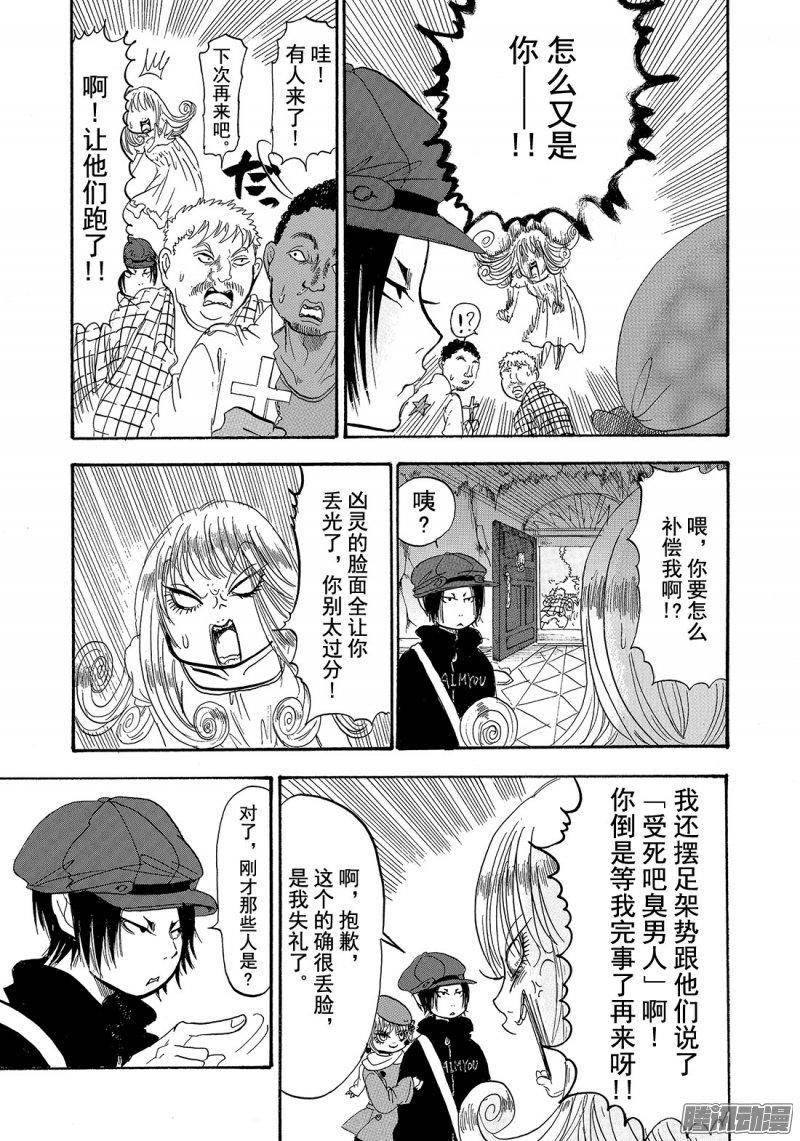 怎么又是
你——!!
!?
哇！
有人来了！
下次再来吧。
だっ
啊！让他们跑了!!
喂，你要怎么
补偿我啊!?
咦？
AIMYOU
凶灵的脸面全让你
丢光了，你别太过分！
我还摆足架势跟他们说了
「受死吧臭男人」啊！
你倒是等我完事了再来呀!!
啊，抱歉，
这个的确很丢脸，
是我失礼了。
AIMYOU
对了，刚才那些人是？
腾讯动漫